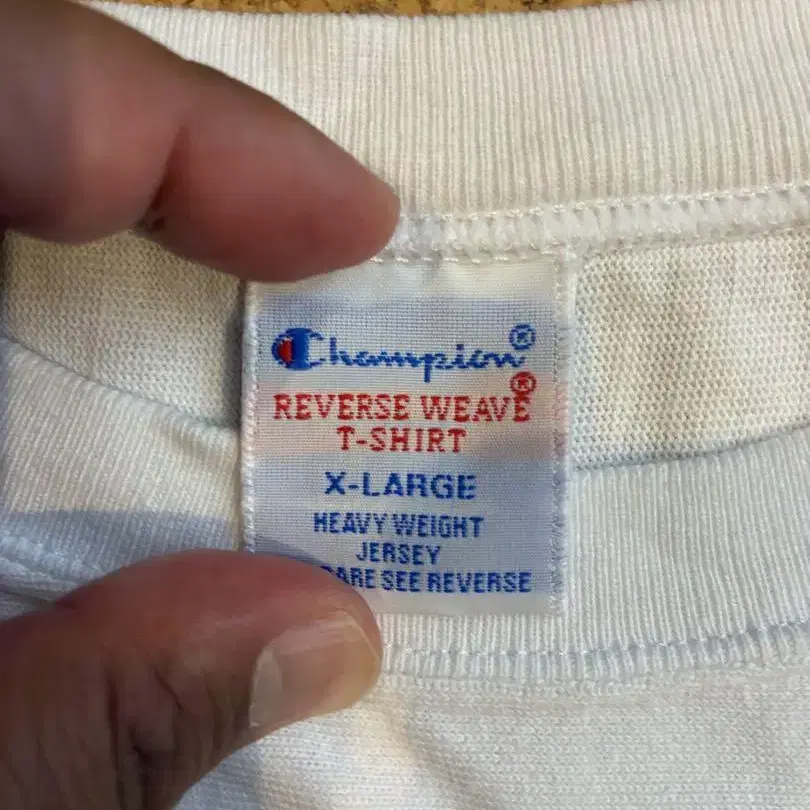 Champion®
REVERSE WEAVE®
T-SHIRT
X-LARGE
HEAVY WEIGHT
JERSEY
SEE REVERSE